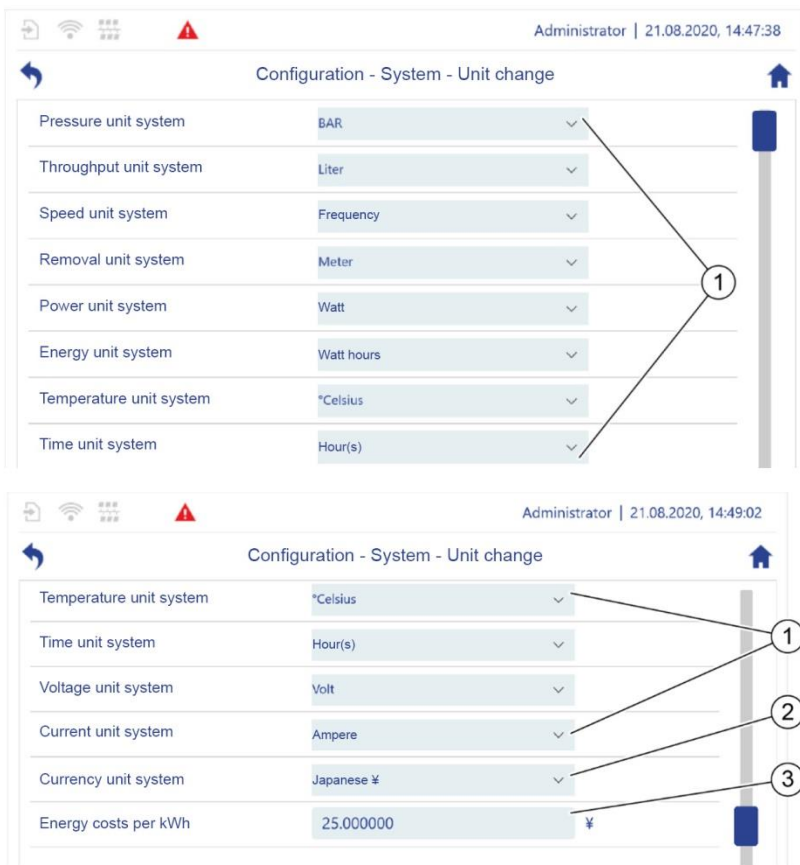 Administrator | 21.08.2020, 14:47:38
Configuration - System - Unit change
Pressure unit system BAR
Throughput unit system Liter
Speed unit system Frequency
Removal unit system Meter
1
Power unit system Watt
Energy unit system Watt hours
Temperature unit system °Celsius
Time unit system Hour(s)
Administrator | 21.08.2020, 14:49:02
Configuration - System - Unit change
Temperature unit system °Celsius
1
Time unit system Hour(s)
Voltage unit system Volt
2
Current unit system Ampere
Currency unit system Japanese ¥
3
Energy costs per kWh 25.000000 ¥